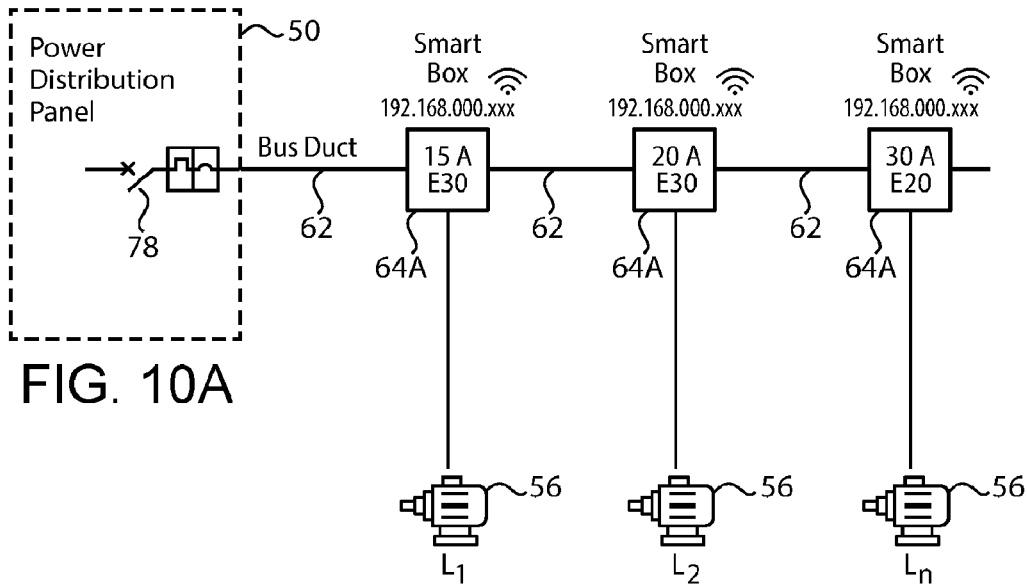 Power
Distribution
Panel
50
78
Bus Duct
62
Smart
Box
192.168.000.xxx
15 A
E30
64A
62
Smart
Box
192.168.000.xxx
20 A
E30
64A
62
Smart
Box
192.168.000.xxx
30 A
E20
64A
FIG. 10A
56
L1
56
L2
56
Ln